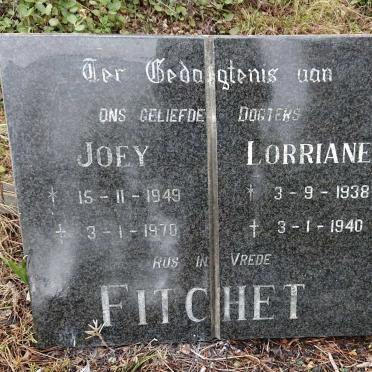 Ter Gedagtenis aan
ONS GELIEFDE DOGTERS
JOEY LORRIANE
* 15-11-1949 * 3-9-1938
† 3-1-1970 † 3-1-1940
RUS IN VREDE
FITCHET